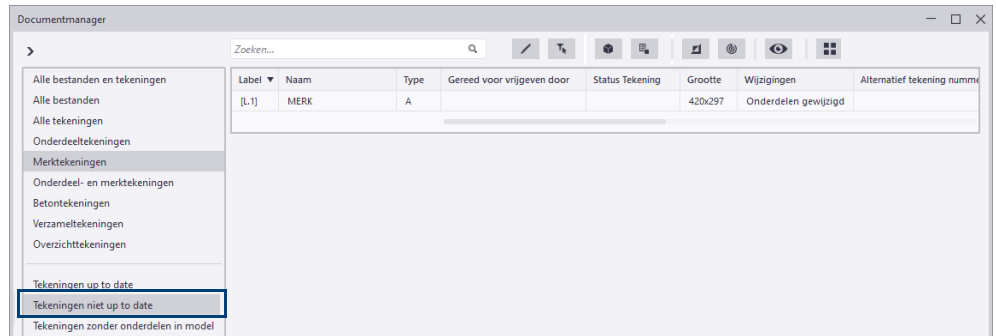 Documentmanager
Zoeken...
Alle bestanden en tekeningen
Alle bestanden
Alle tekeningen
Onderdeeltekeningen
Merktekeningen
Onderdeel- en merktekeningen
Betontekeningen
Verzameltekeningen
Overzichttekeningen
Tekeningen up to date
Tekeningen niet up to date
Tekeningen zonder onderdelen in model
Label Naam Type Gereed voor vrijgeven door Status Tekening Grootte Wijzigingen Alternatief tekening numme
[L.1] MERK A 420x297 Onderdelen gewijzigd